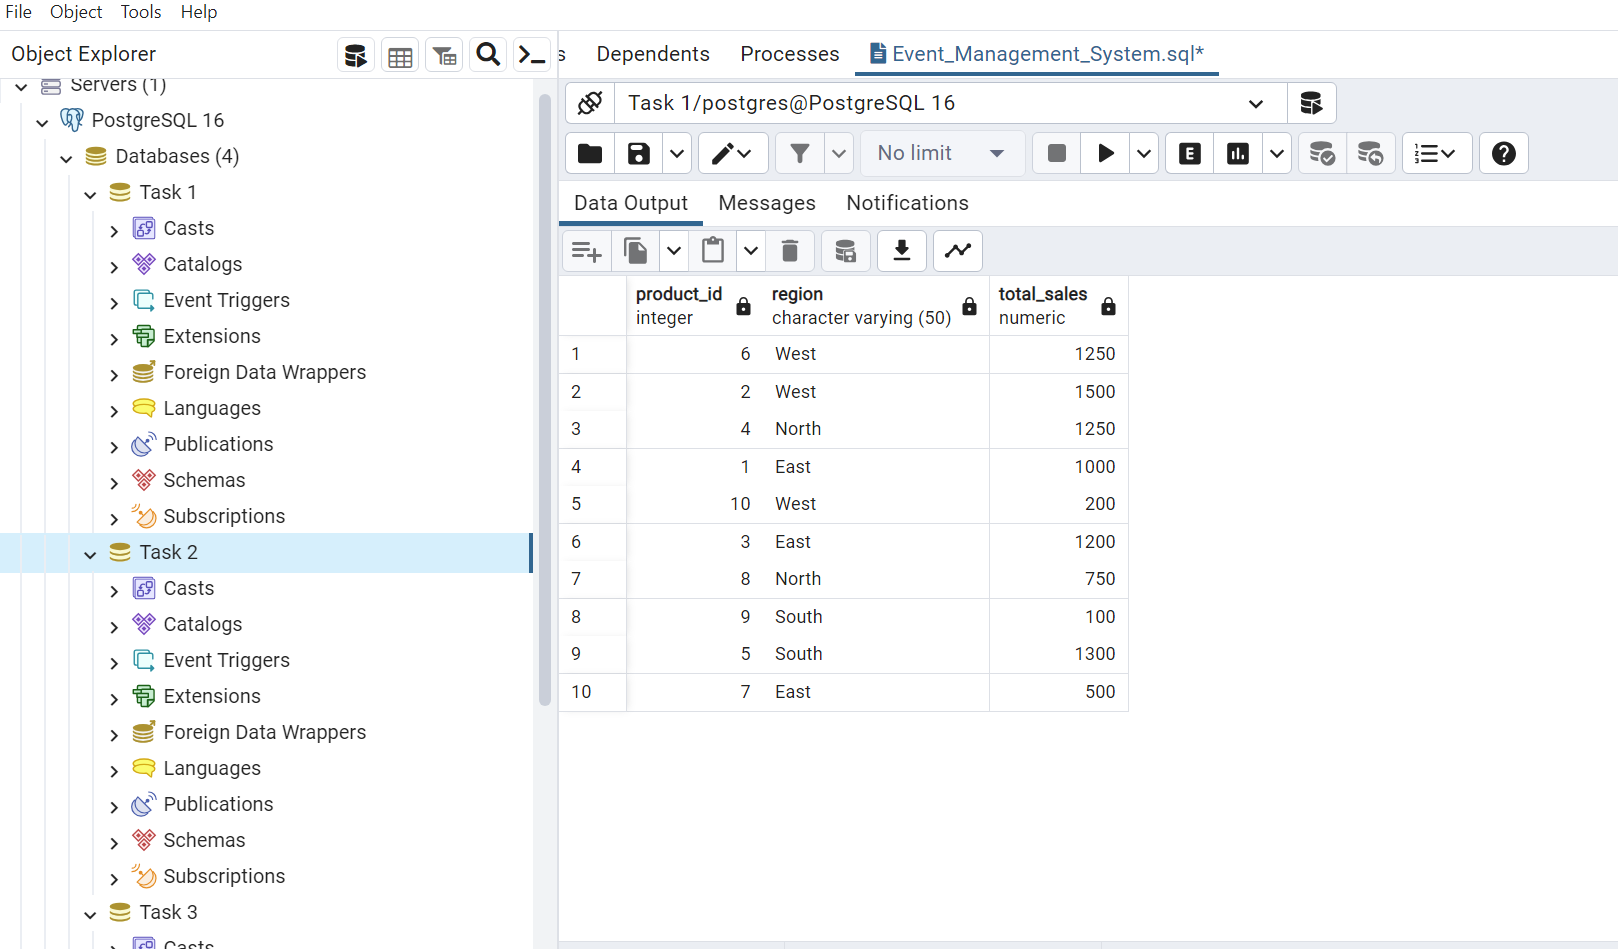 File Object Tools Help
Object Explorer
s Dependents Processes Event_Management_System.sql*
Servers (1)
PostgreSQL 16
Databases (4)
Task 1
Casts
Catalogs
Event Triggers
Extensions
Foreign Data Wrappers
Languages
Publications
Schemas
Subscriptions
Task 2
Casts
Catalogs
Event Triggers
Extensions
Foreign Data Wrappers
Languages
Publications
Schemas
Subscriptions
Task 3
Casts
Task 1/postgres@PostgreSQL 16
No limit
E
Data Output Messages Notifications
product_id region total_sales
integer character varying (50) numeric
1 6 West 1250
2 2 West 1500
3 4 North 1250
4 1 East 1000
5 10 West 200
6 3 East 1200
7 8 North 750
8 9 South 100
9 5 South 1300
10 7 East 500